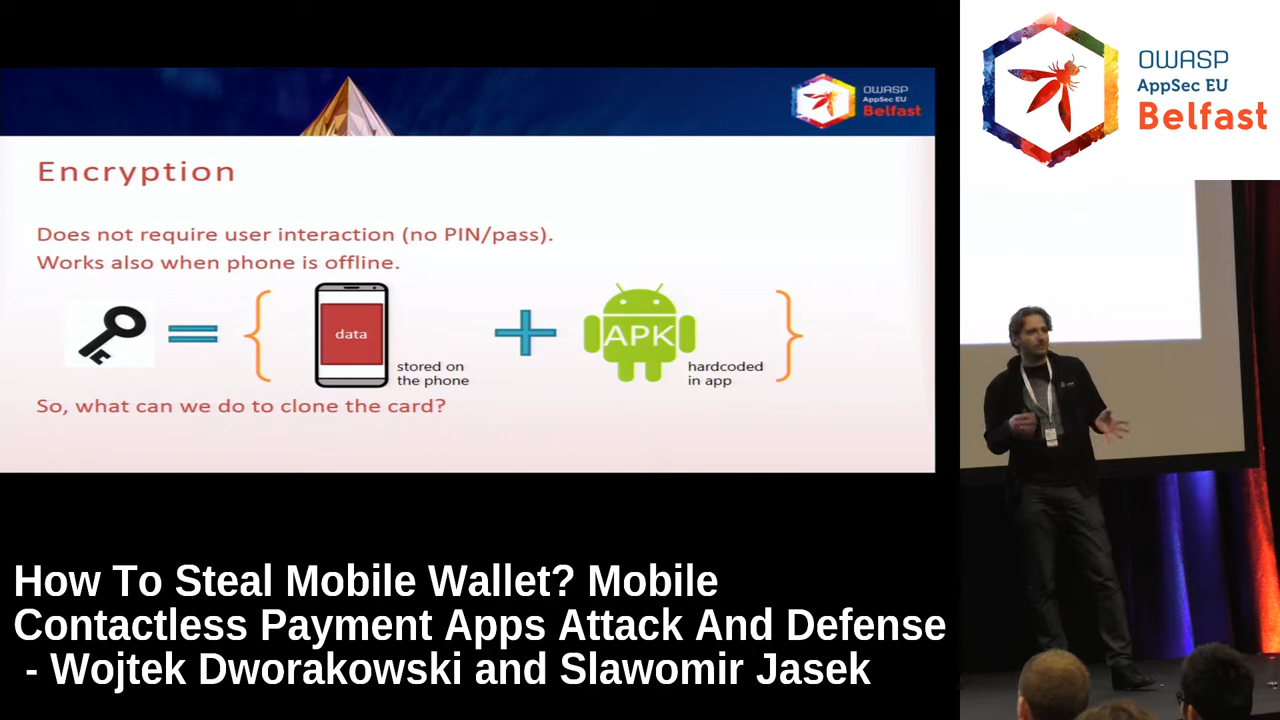 OWASP
AppSec EU
Belfast
Encryption
Does not require user interaction (no PIN/pass).
Works also when phone is offline.
data
stored on
the phone
APK
hardcoded
in app
So, what can we do to clone the card?
OWASP
AppSec EU
Belfast
How To Steal Mobile Wallet? Mobile
Contactless Payment Apps Attack And Defense
- Wojtek Dworakowski and Slawomir Jasek